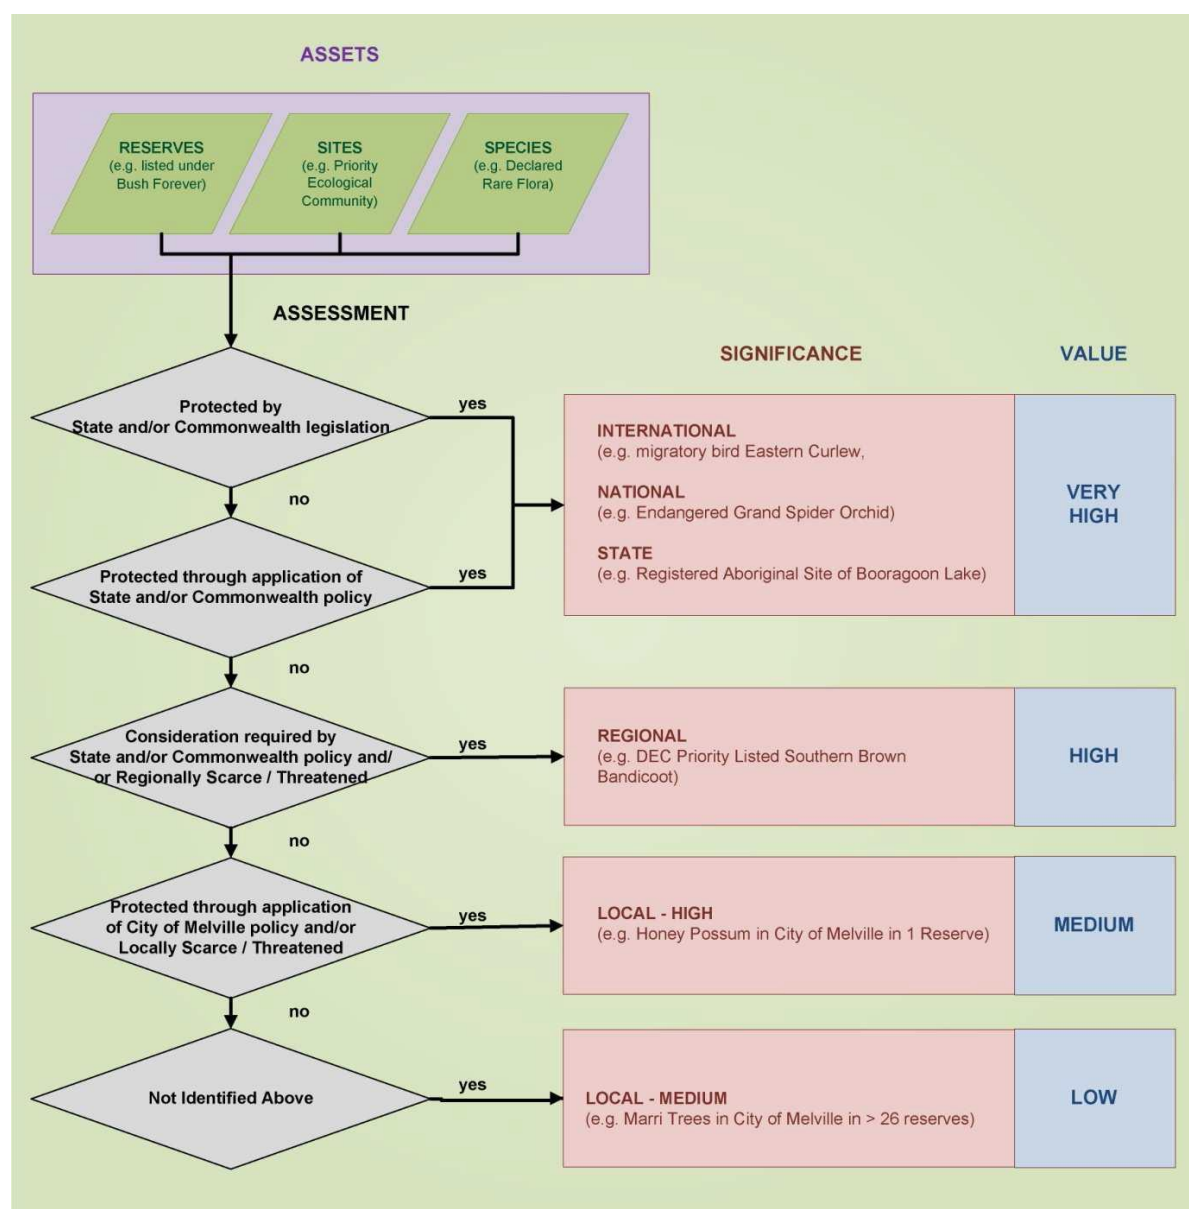 ASSETS
RESERVES
(e.g. listed under
Bush Forever)
SITES
(e.g. Priority
Ecological
Community)
SPECIES
(e.g. Declared
Rare Flora)
ASSESSMENT
SIGNIFICANCE
VALUE
Protected by
State and/or Commonwealth legislation
yes
no
Protected through application of
State and/or Commonwealth policy
yes
INTERNATIONAL
(e.g. migratory bird Eastern Curlew,
NATIONAL
(e.g. Endangered Grand Spider Orchid)
STATE
(e.g. Registered Aboriginal Site of Booragoon Lake)
VERY
HIGH
no
Consideration required by
State and/or Commonwealth policy and/
or Regionally Scarce / Threatened
yes
REGIONAL
(e.g. DEC Priority Listed Southern Brown
Bandicoot)
HIGH
no
Protected through application
of City of Melville policy and/or
Locally Scarce / Threatened
yes
LOCAL - HIGH
(e.g. Honey Possum in City of Melville in 1 Reserve)
MEDIUM
no
Not Identified Above
yes
LOCAL - MEDIUM
(e.g. Marri Trees in City of Melville in > 26 reserves)
LOW